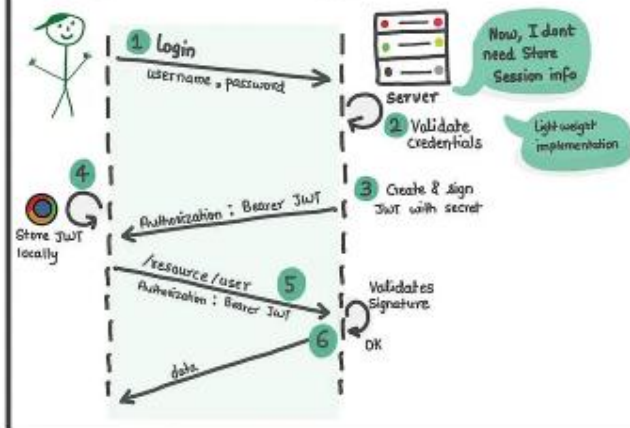 1 Login
username, password
Server
Now, I dont
need Store
Session info
2 Validate
credentials
Light weight
implementation
3 Create & sign
JWT with secret
Authorization : Bearer JWT
4
Store JWT
locally
/resource/user
5
Authorization : Bearer JWT
Validates
Signature
6
OK
data